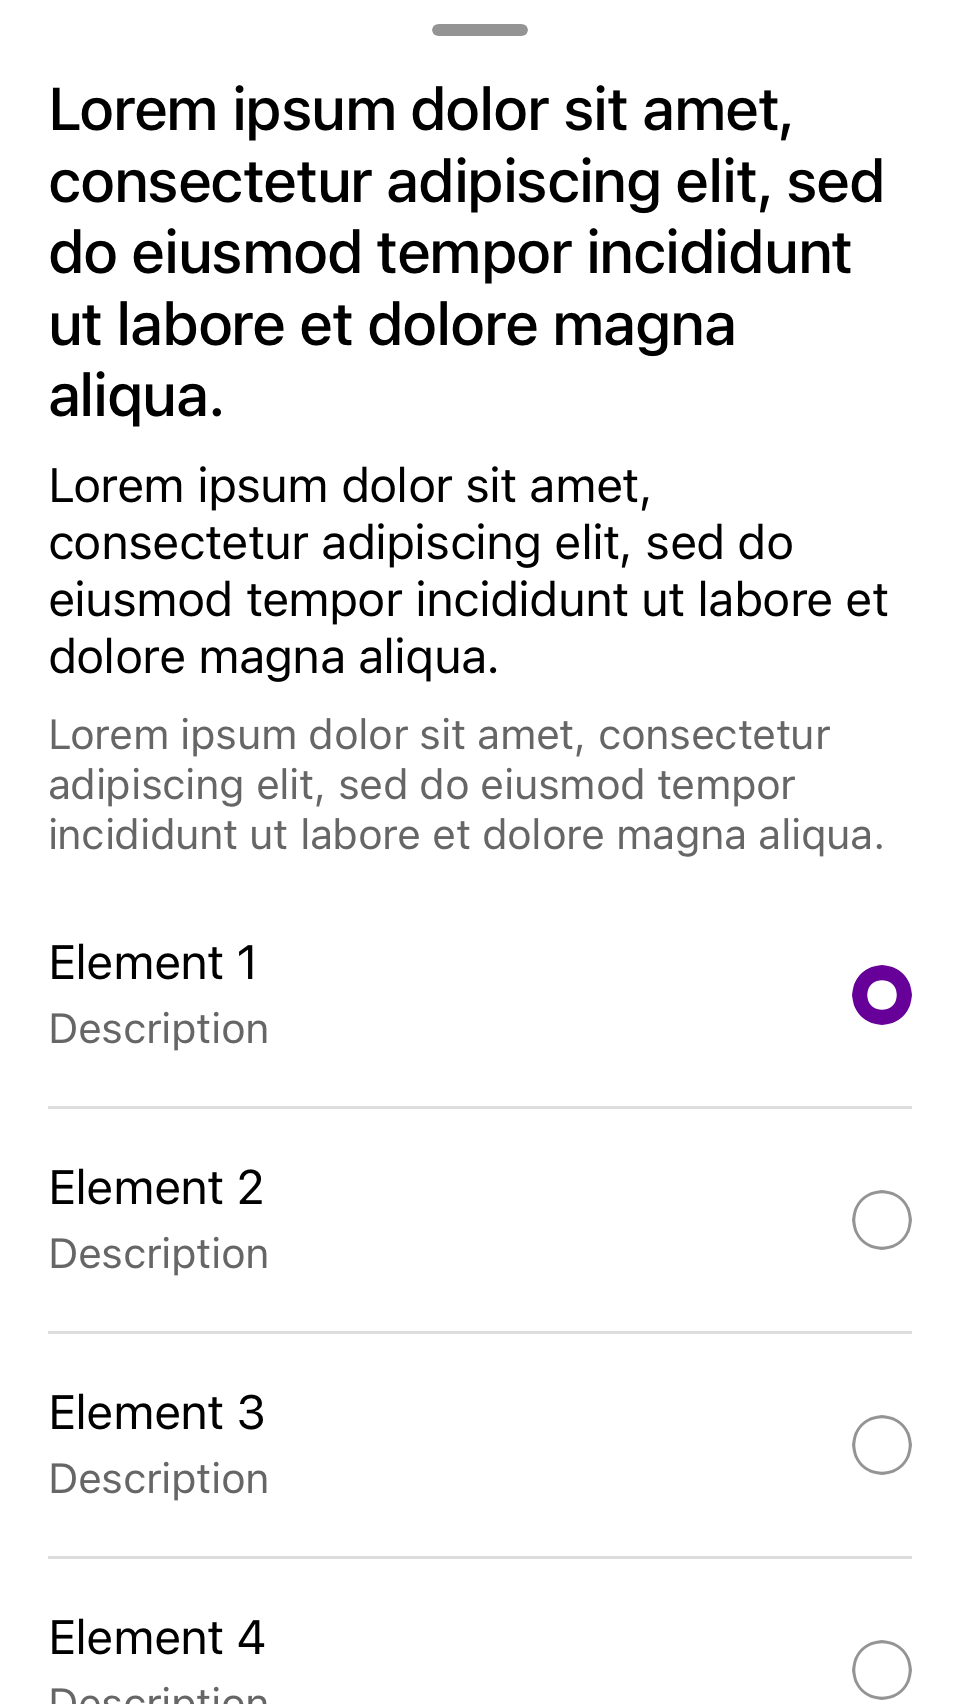 Lorem ipsum dolor sit amet,
consectetur adipiscing elit, sed
do eiusmod tempor incididunt
ut labore et dolore magna
aliqua.
Lorem ipsum dolor sit amet,
consectetur adipiscing elit, sed do
eiusmod tempor incididunt ut labore et
dolore magna aliqua.
Lorem ipsum dolor sit amet, consectetur
adipiscing elit, sed do eiusmod tempor
incididunt ut labore et dolore magna aliqua.
Element 1
Description
Element 2
Description
Element 3
Description
Element 4
Description